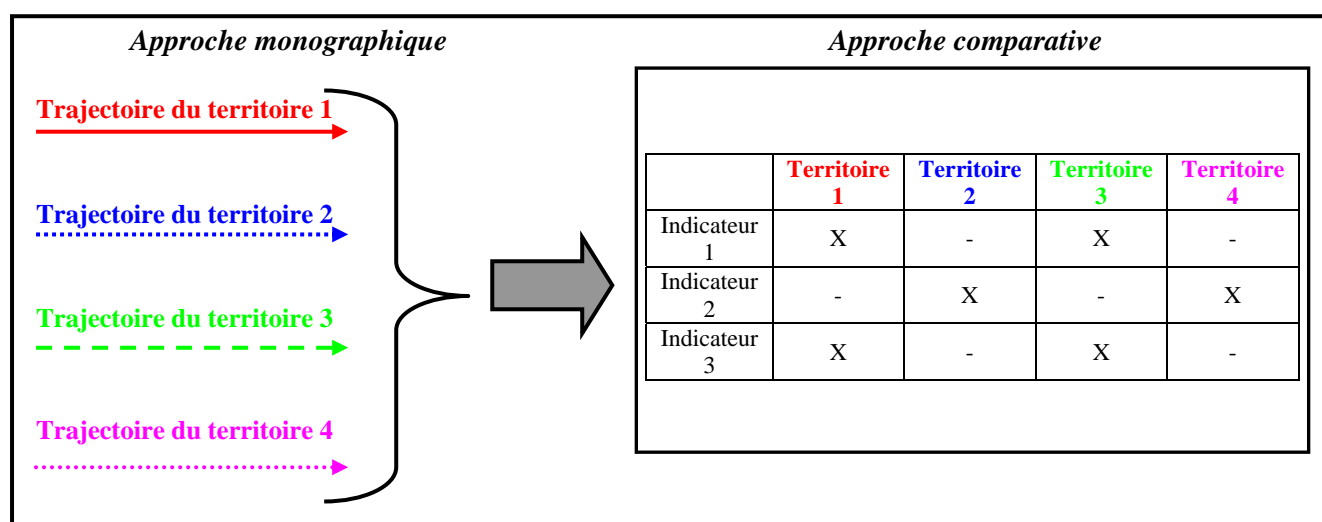 Approche monographique
Trajectoire du territoire 1
Trajectoire du territoire 2
Trajectoire du territoire 3
Trajectoire du territoire 4
Approche comparative
Territoire 1 Territoire 2 Territoire 3 Territoire 4
Indicateur 1 X - X -
Indicateur 2 - X - X
Indicateur 3 X - X -